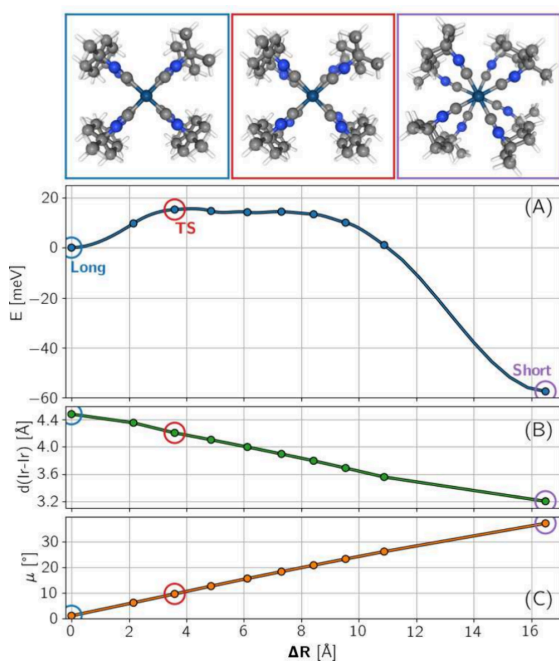 (A)
20
0
−20
−40
−60
E [meV]
Long
TS
Short
(B)
4.4
4.0
3.6
3.2
d(Ir-Ir) [Å]
(C)
30
20
10
0
μ [°]
0 2 4 6 8 10 12 14 16
ΔR [Å]